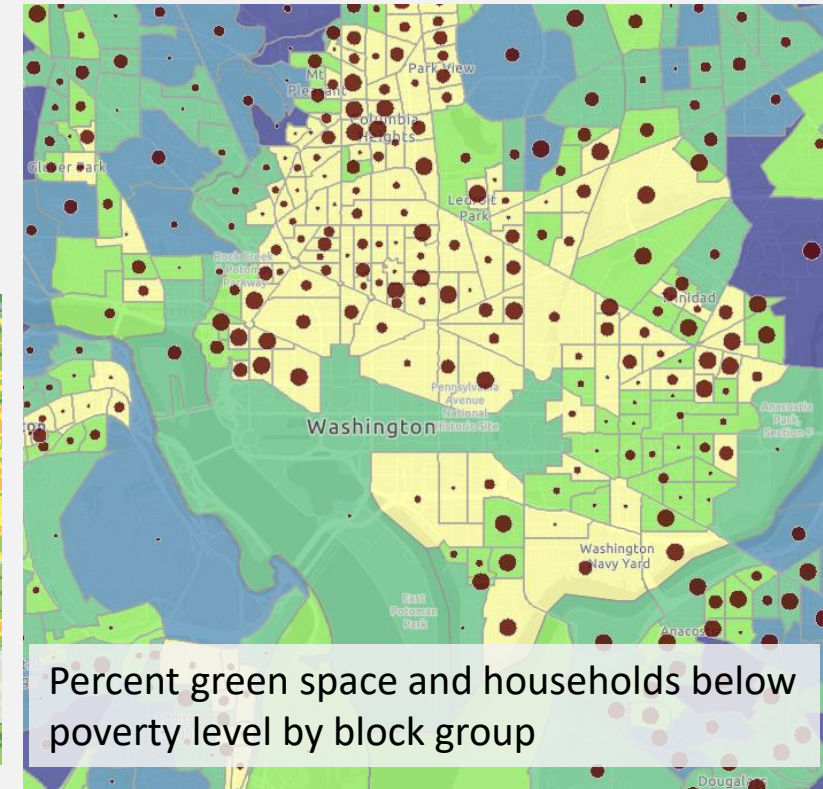 Mt
Pleasant
Park View
Columbia
Heights
Glover Park
Ledroit
Park
Rock Creek
Potomac
Parkway
Trinidad
Pennsylvania
Avenue
National
Historic Site
Washington
Anacostia
Park,
Section F
Washington
Navy Yard
East
Potomac
Park
Anacos
Percent green space and households below
poverty level by block group
Douglas